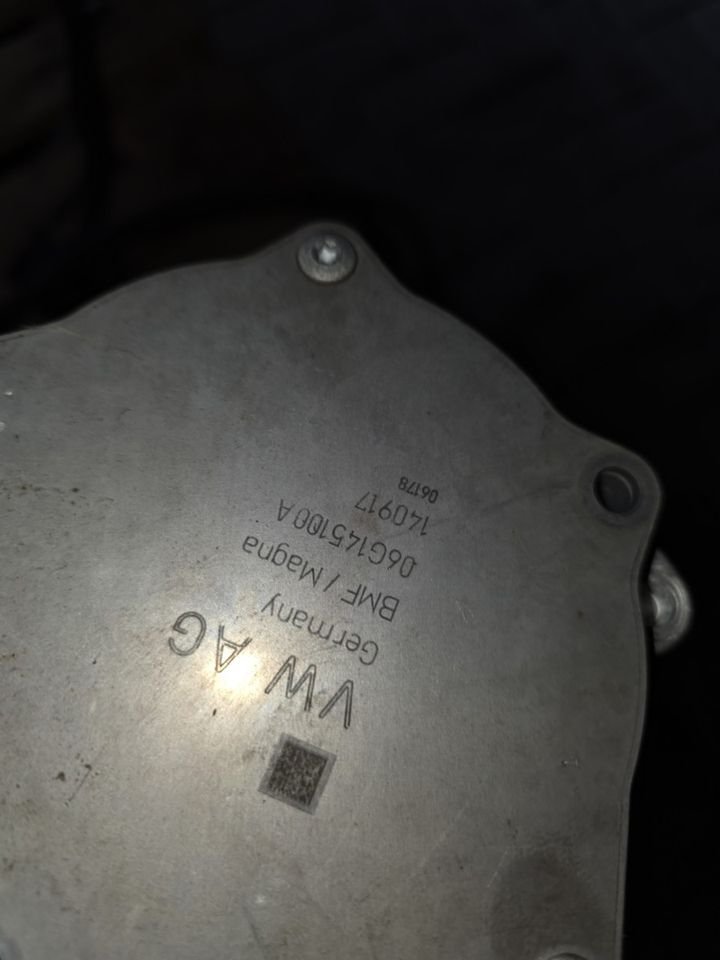 VW AG
Germany
BMF / Magna
06G145100A
140917
06178